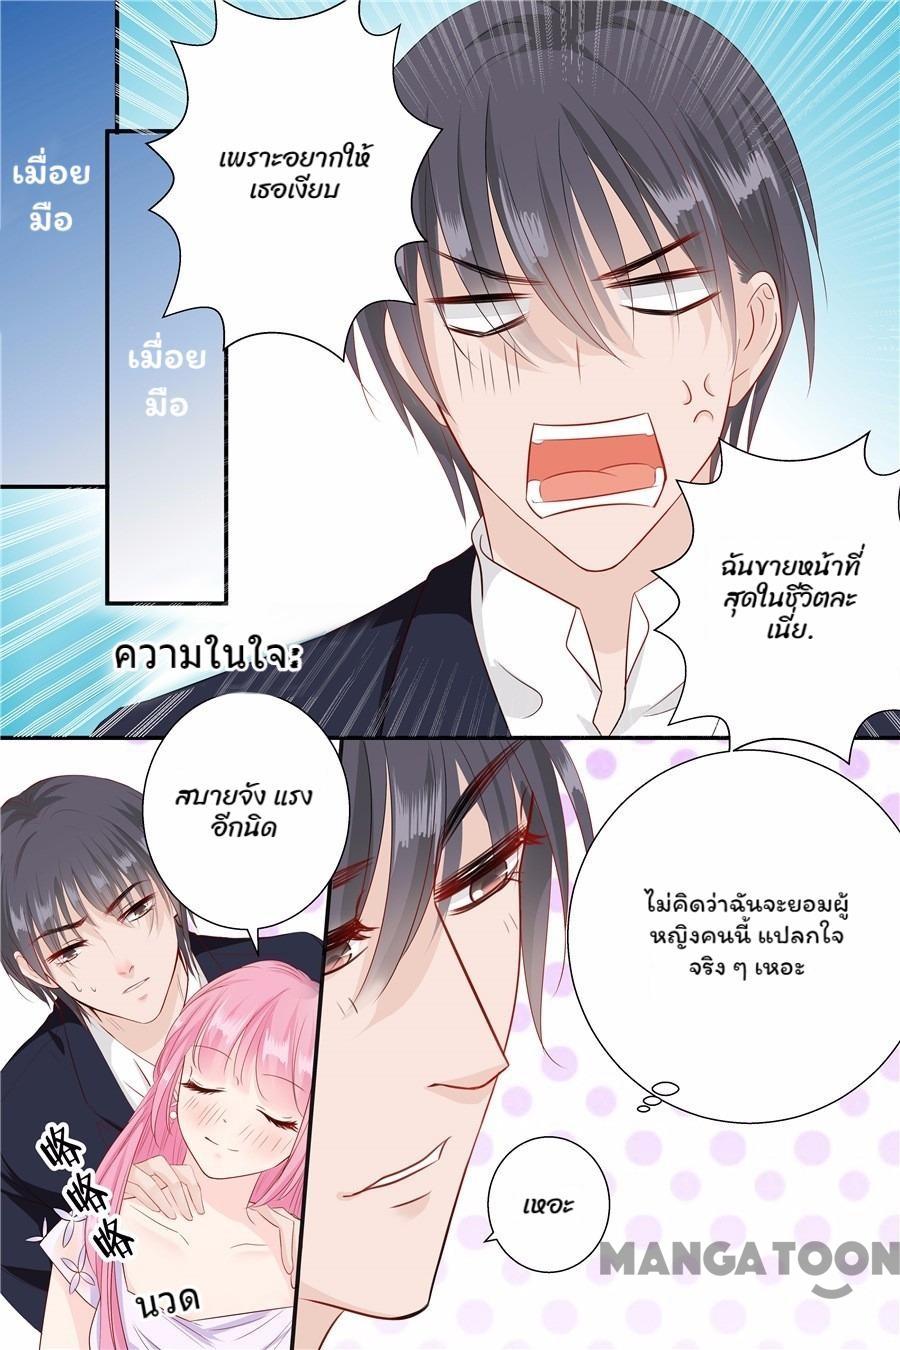 เพราะอยากให้
เธอเงียบ
เมื่อย
มือ
เมื่อย
มือ
ฉันขายหน้าที่
สุดในชีวิตละ
เนี่ย.
ความในใจ:
สบายจัง แรง
อีกนิด
ไม่คิดว่าฉันจะยอมผู้
หญิงคนนี้ แปลกใจ
จริง ๆ เหอะ
เหอะ
咯
咯
咯
นวด
MANGATOON